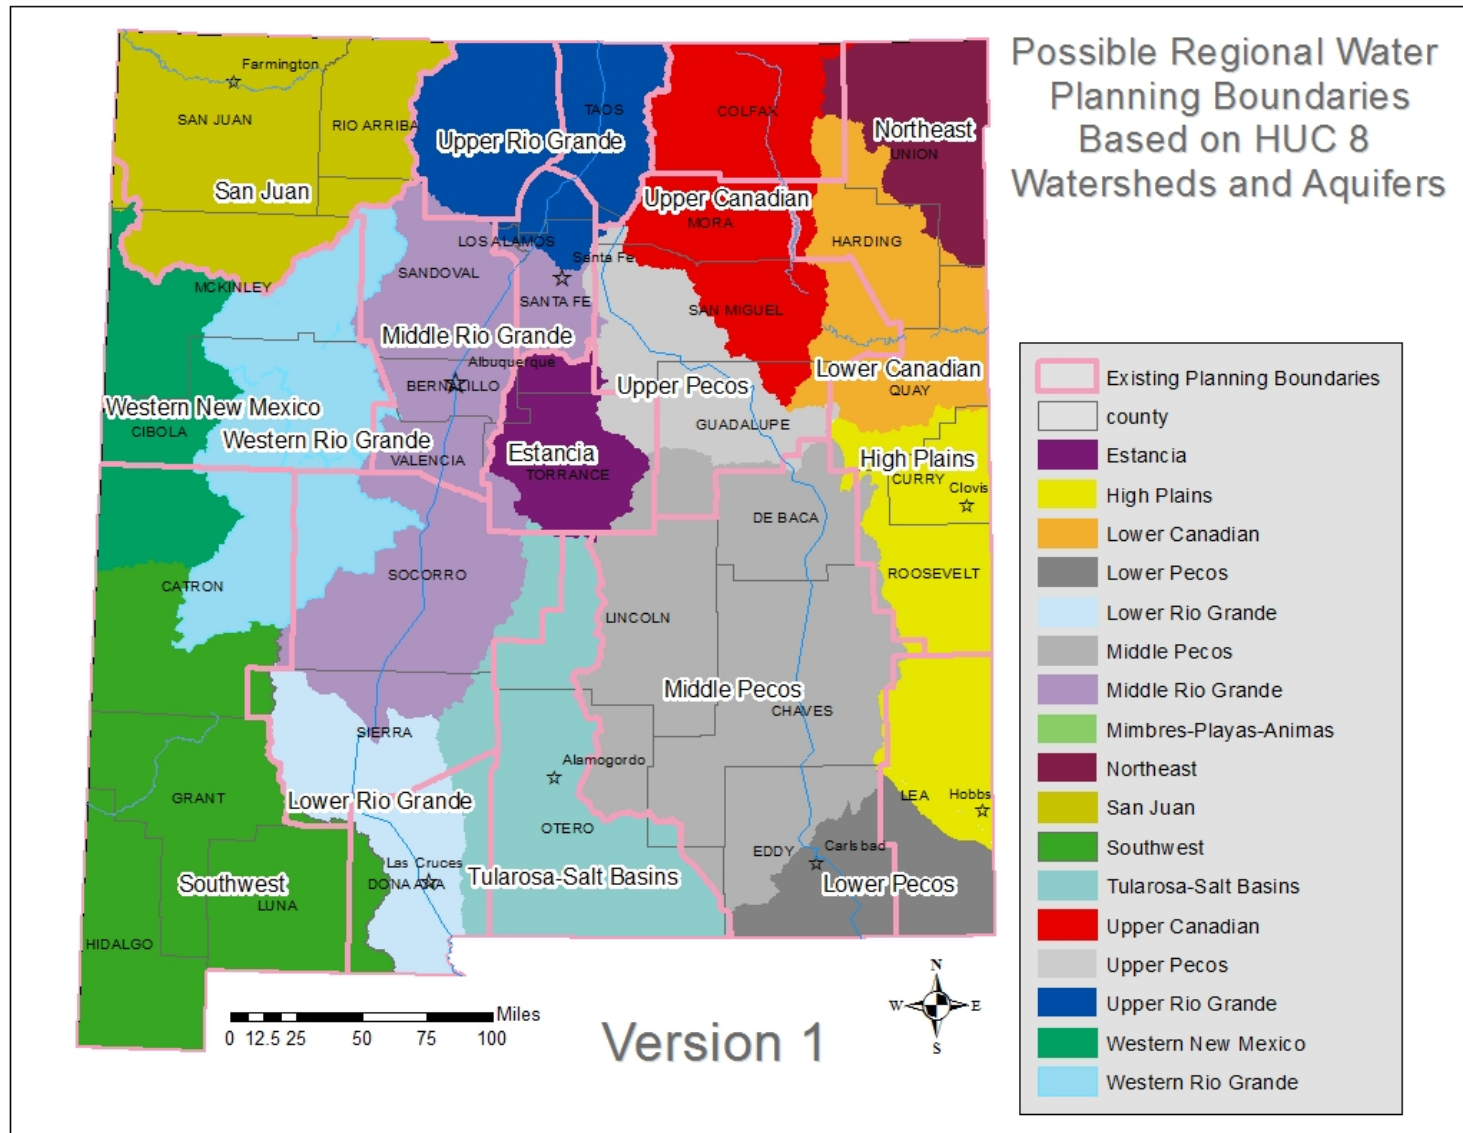 Possible Regional Water
Planning Boundaries
Based on HUC 8
Watersheds and Aquifers
Farmington
SAN JUAN
RIO ARRIBA
San Juan
TAOS
Upper Rio Grande
COLFAX
Northeast
UNION
Upper Canadian
MORA
HARDING
LOS ALAMOS
Santa Fe
SANDOVAL
SANTA FE
MCKINLEY
SAN MIGUEL
Middle Rio Grande
Albuquerque
BERNALILLO
Upper Pecos
Lower Canadian
QUAY
Western New Mexico
CIBOLA
Western Rio Grande
VALENCIA
GUADALUPE
Estancia
TORRANCE
High Plains
CURRY
Clovis
DE BACA
CATRON
SOCORRO
ROOSEVELT
LINCOLN
Middle Pecos
CHAVES
SIERRA
Alamogordo
GRANT
Lower Rio Grande
LEA
Hobbs
OTERO
EDDY
Carlsbad
Las Cruces
DONA ANA
Tularosa-Salt Basins
Lower Pecos
Southwest
LUNA
HIDALGO
Existing Planning Boundaries
county
Estancia
High Plains
Lower Canadian
Lower Pecos
Lower Rio Grande
Middle Pecos
Middle Rio Grande
Mimbres-Playas-Animas
Northeast
San Juan
Southwest
Tularosa-Salt Basins
Upper Canadian
Upper Pecos
Upper Rio Grande
Western New Mexico
Western Rio Grande
Miles
0 12.5 25 50 75 100
Version 1
N
W E
S